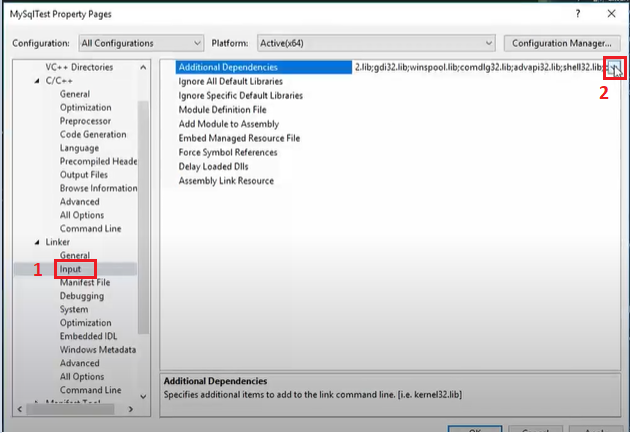 MySqlTest Property Pages
?
Configuration: All Configurations Platform: Active(x64) Configuration Manager...
VC++ Directories
C/C++
General
Optimization
Preprocessor
Code Generation
Language
Precompiled Heade
Output Files
Browse Information
Advanced
All Options
Command Line
Linker
General
1 Input
Manifest File
Debugging
System
Optimization
Embedded IDL
Windows Metadata
Advanced
All Options
Command Line
Additional Dependencies 2.lib;gdi32.lib;winspool.lib;comdlg32.lib;advapi32.lib;shell32.lib;
2
Ignore All Default Libraries
Ignore Specific Default Libraries
Module Definition File
Add Module to Assembly
Embed Managed Resource File
Force Symbol References
Delay Loaded Dlls
Assembly Link Resource
Additional Dependencies
Specifies additional items to add to the link command line. [i.e. kernel32.lib]